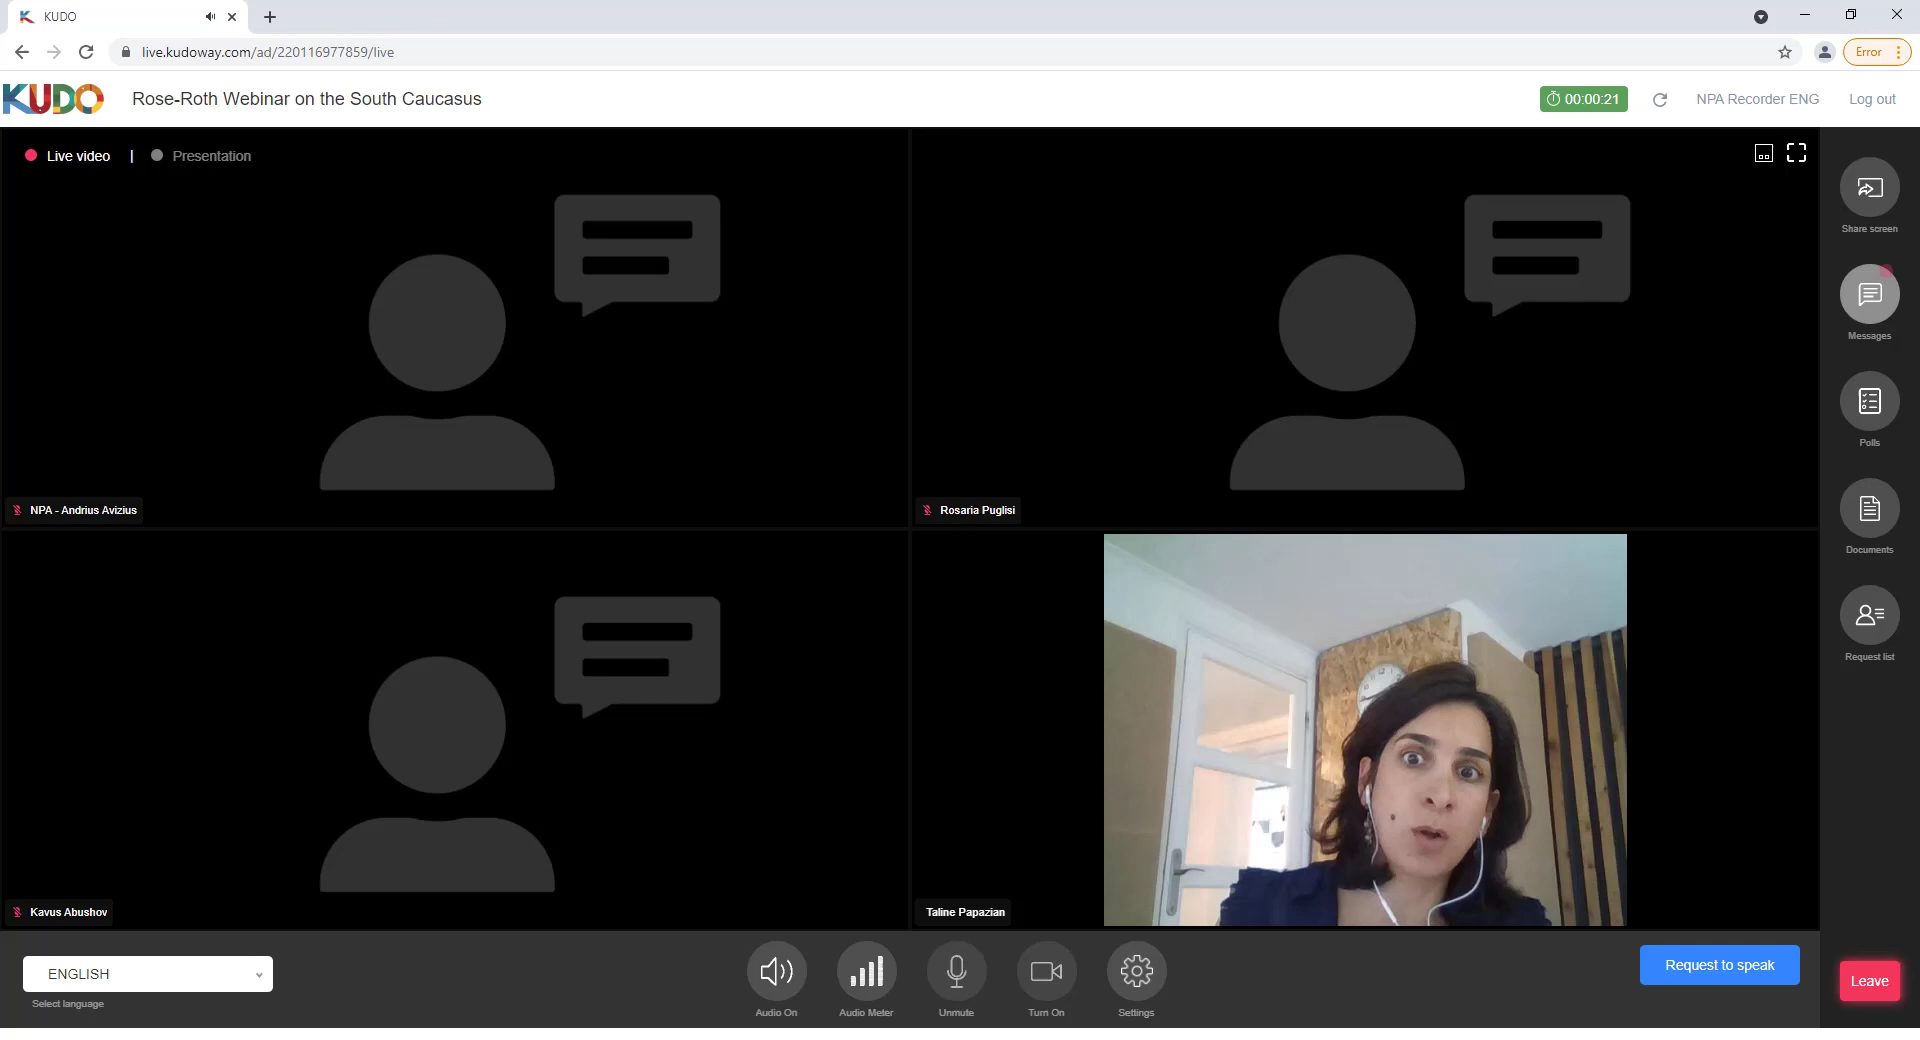 KUDO
live.kudoway.com/ad/220116977859/live
Error
KUDO
Rose-Roth Webinar on the South Caucasus
00:00:21
NPA Recorder ENG
Log out
Live video | Presentation
Share screen
Messages
Polls
Documents
Request list
NPA - Andrius Avizius
Rosaria Puglisi
Kavus Abushov
Taline Papazian
ENGLISH
Select language
Audio On
Audio Meter
Unmute
Turn On
Settings
Request to speak
Leave